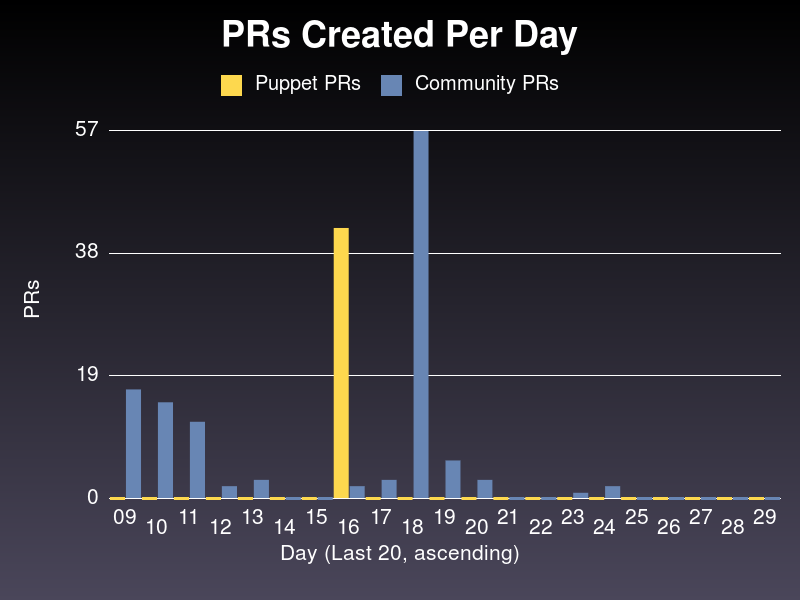 PRs Created Per Day
Puppet PRs Community PRs
57
38
19
0
PRs
09 10 11 12 13 14 15 16 17 18 19 20 21 22 23 24 25 26 27 28 29
Day (Last 20, ascending)